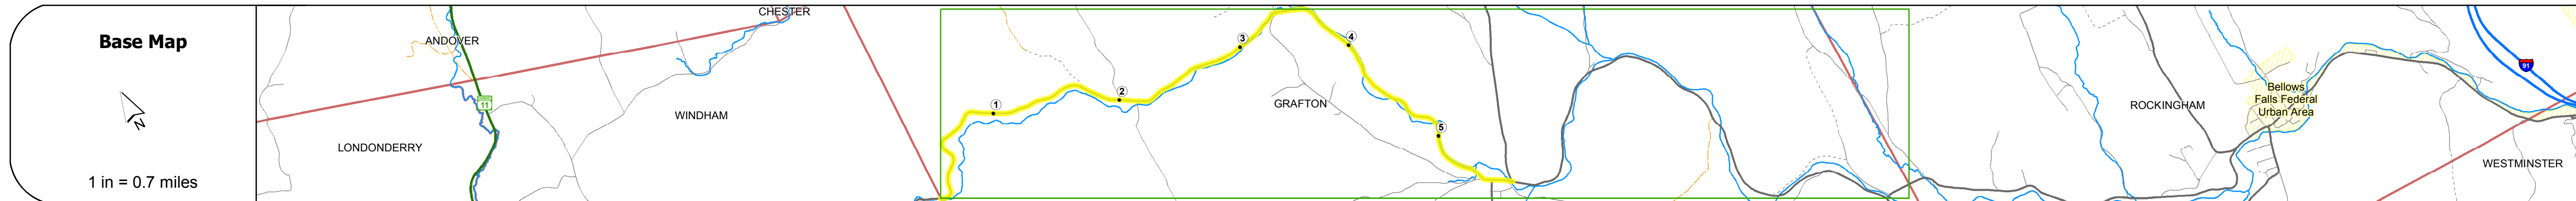 Base Map
N
1 in = 0.7 miles
CHESTER
ANDOVER
11
WINDHAM
LONDONDERRY
1
2
3
4
5
GRAFTON
ROCKINGHAM
Bellows
Falls Federal
Urban Area
91
WESTMINSTER